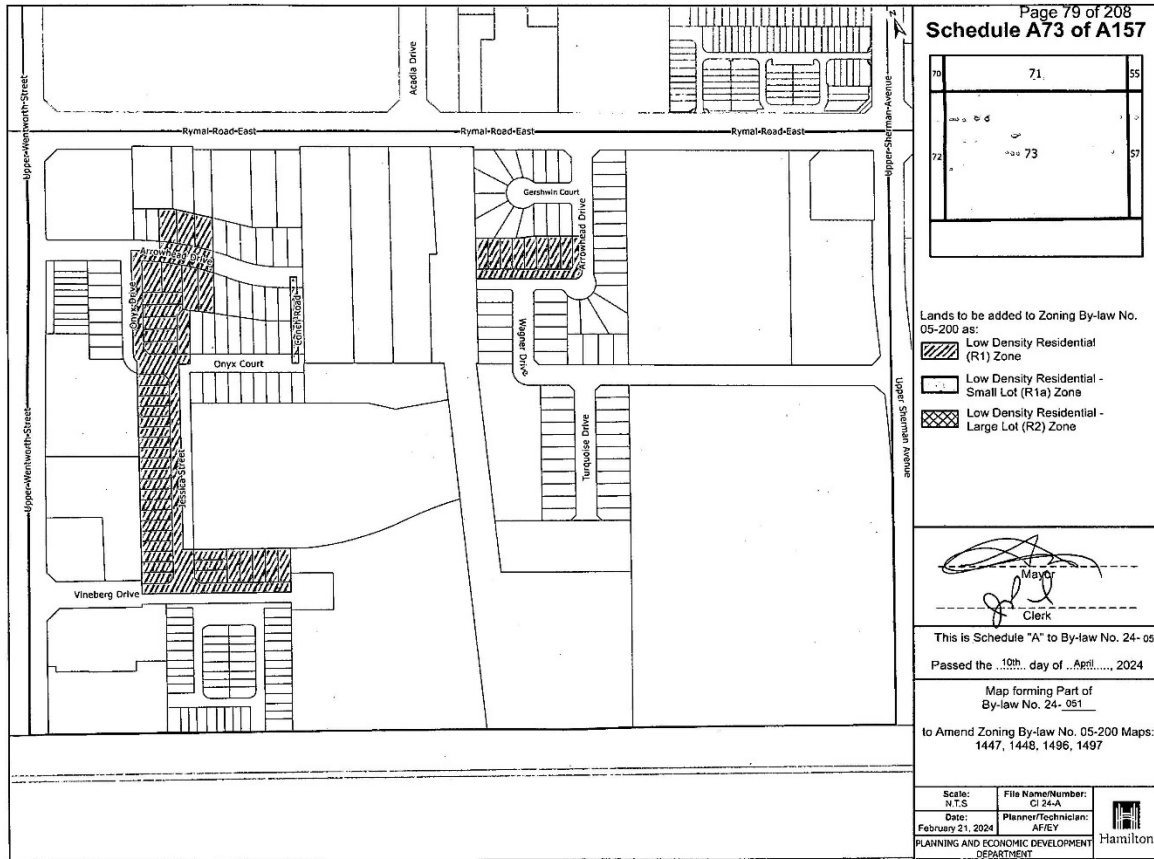 Page 79 of 208
Schedule A73 of A157
70
71
55
72
73
57
Lands to be added to Zoning By-law No.
05-200 as:
Low Density Residential
(R1) Zone
Low Density Residential -
Small Lot (R1a) Zone
Low Density Residential -
Large Lot (R2) Zone
Mayor
Clerk
This is Schedule "A" to By-law No. 24- 05
Passed the 10th day of April, 2024
Map forming Part of
By-law No. 24- 051
to Amend Zoning By-law No. 05-200 Maps:
1447, 1448, 1496, 1497
Scale:
N.T.S
File Name/Number:
CI 24-A
Date:
February 21, 2024
Planner/Technician:
AF/EY
PLANNING AND ECONOMIC DEVELOPMENT
DEPARTMENT
Hamilton
Upper-Wentworth-Street
Acadia Drive
Upper-Sherman-Avenue
Rymal-Road-East
Rymal-Road-East
Rymal-Road-East
Gershwin Court
Arrowhead Drive
Arrowhead Drive
Onyx Drive
Conch Road
Onyx Court
Wagner Drive
Turquoise Drive
Upper Sherman Avenue
Upper-Wentworth-Street
Jessica-Street
Vineberg Drive